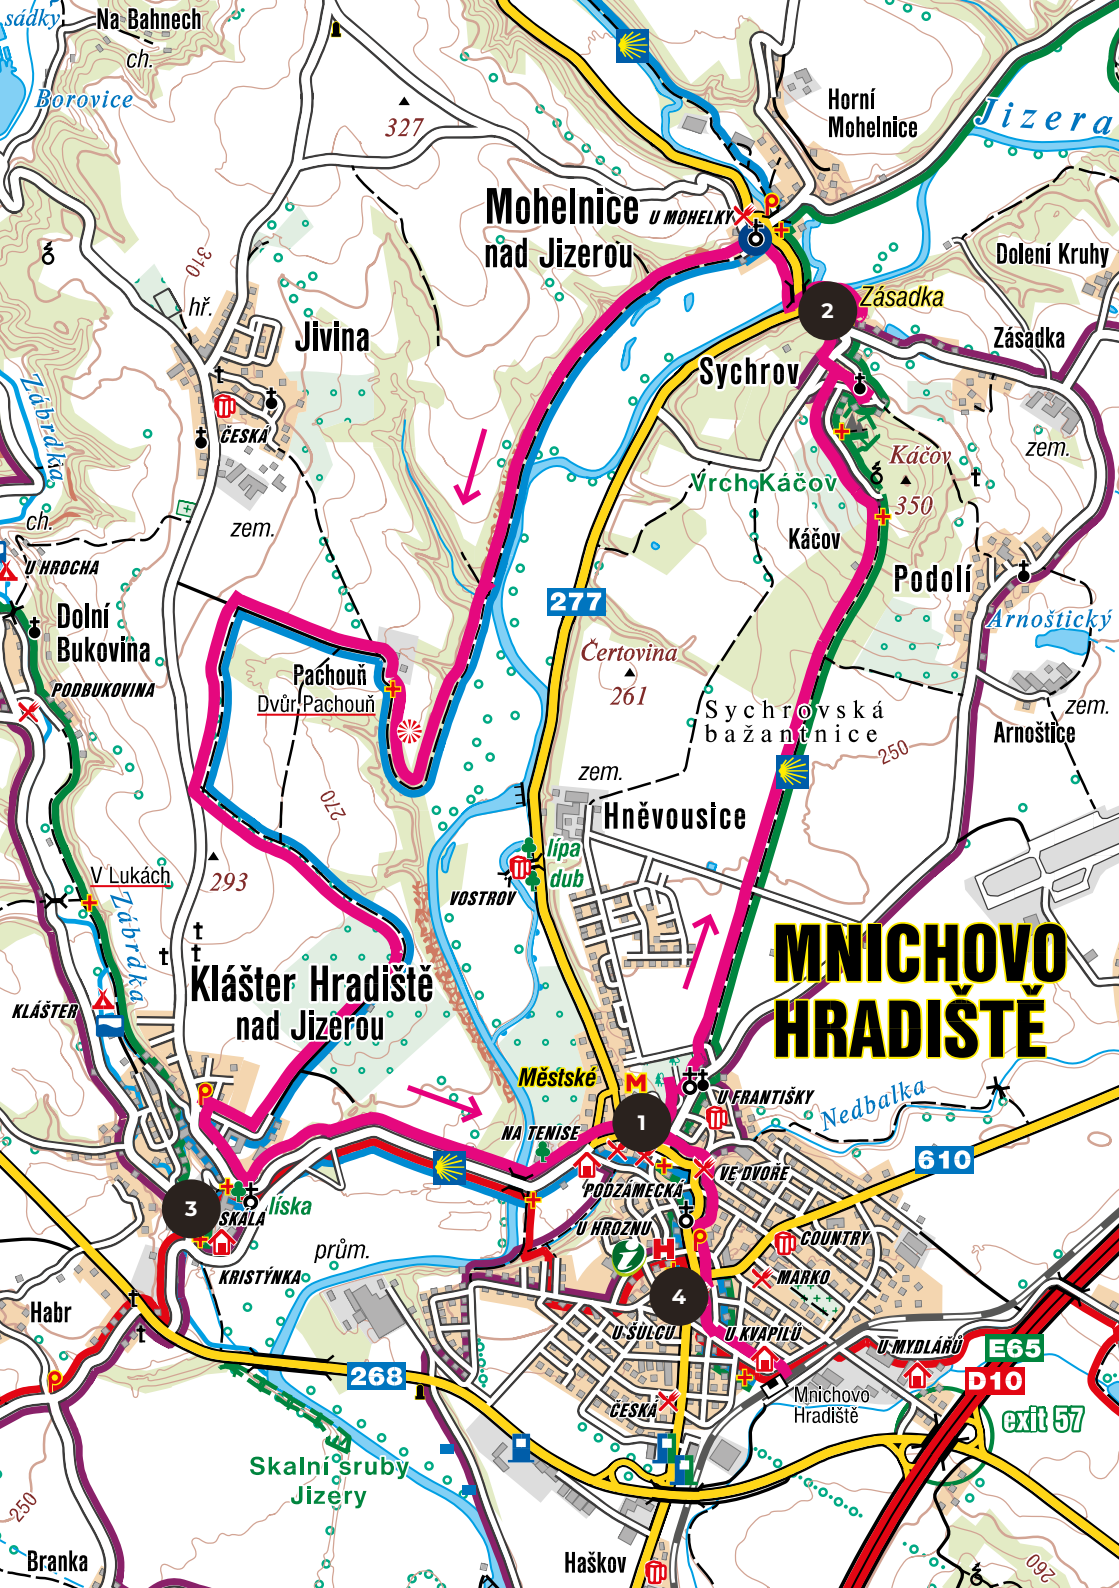 sádky
Na Bahnech
ch.
Borovice
327
Horní
Mohelnice
Jizera
Mohelnice
nad Jizerou
U MOHELKY
Dolení Kruhy
310
hř.
Jivina
2
Zásadka
Zásadka
Sychrov
Zábrdka
ČESKÁ
zem.
Káčov
350
zem.
Vrch Káčov
ch.
U HROCHA
Káčov
Podolí
Dolní
Bukovina
277
Arnoštický
Čertovina
261
PODBUKOVINA
Pachouň
Dvůr Pachouň
Sychrovská
bažantnice
250
zem.
Arnoštice
zem.
270
Hněvousice
lípa
dub
VOSTROV
V Lukách
293
Zábrdka
MNICHOVO
HRADIŠTĚ
Klášter Hradiště
nad Jizerou
KLÁŠTER
Městské
M
U FRANTIŠKY
Nedbalka
1
NA TENISE
610
VE DVOŘE
PODZÁMECKÁ
3
SKÁLA
líska
U HROZNU
COUNTRY
prům.
H
MARKO
KRISTÝNKA
4
Habr
U ŠULCU
U KVAPILŮ
U MYDLÁŘŮ
E65
D10
268
Mnichovo
Hradiště
ČESKÁ
exit 57
Skalní sruby
Jizery
250
Branka
Haškov
260